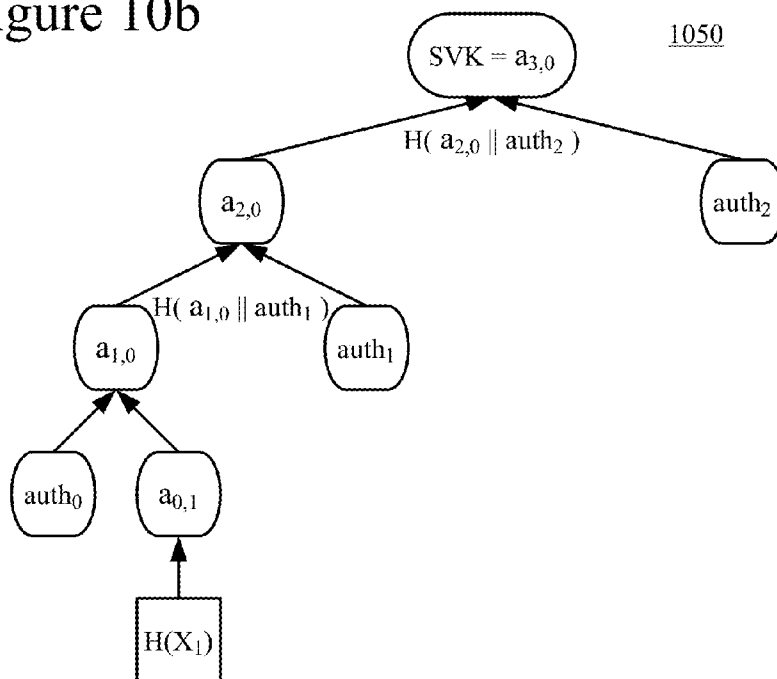 igure 10b
1050
SVK = a3,0
H( a2,0 || auth2 )
a2,0
auth2
H( a1,0 || auth1 )
a1,0
auth1
auth0
a0,1
H(X1)